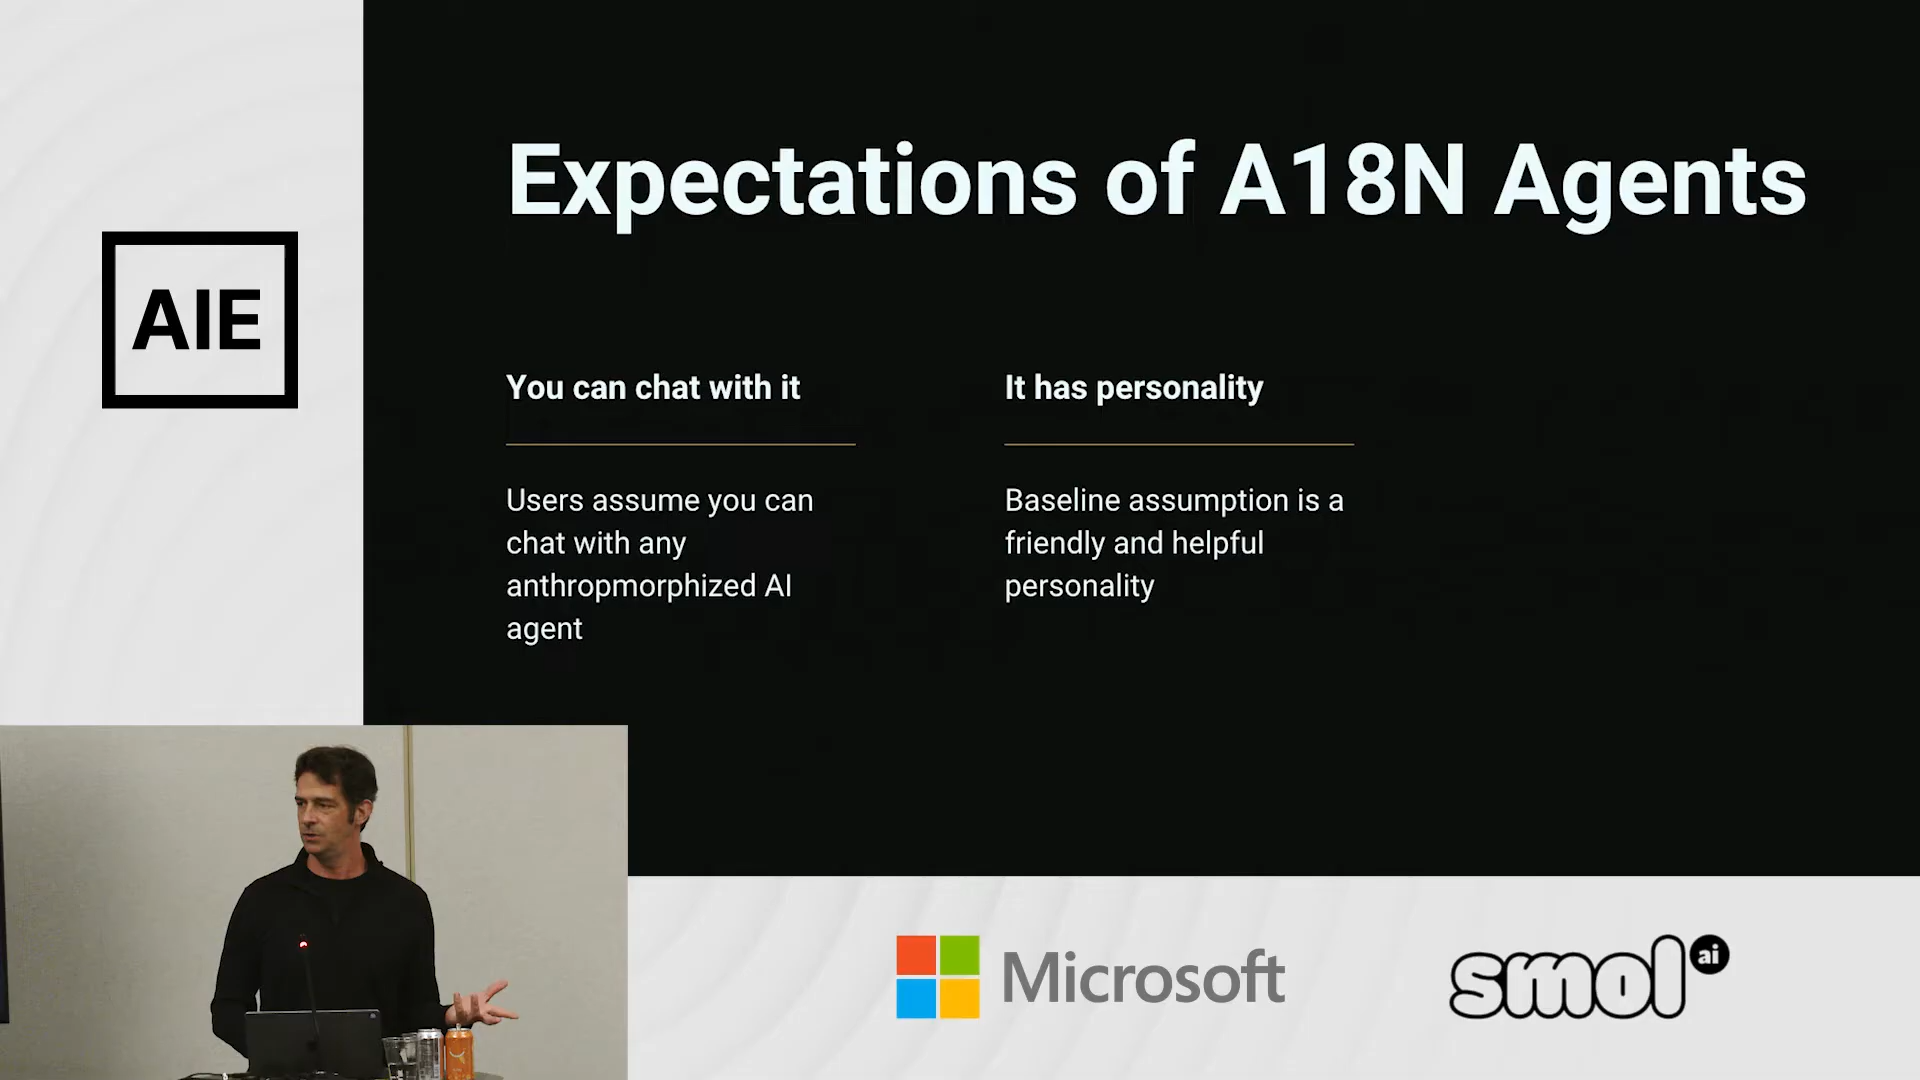 Expectations of A18N Agents
AIE
You can chat with it
Users assume you can
chat with any
anthropmorphized AI
agent
It has personality
Baseline assumption is a
friendly and helpful
personality
Microsoft
smol ai